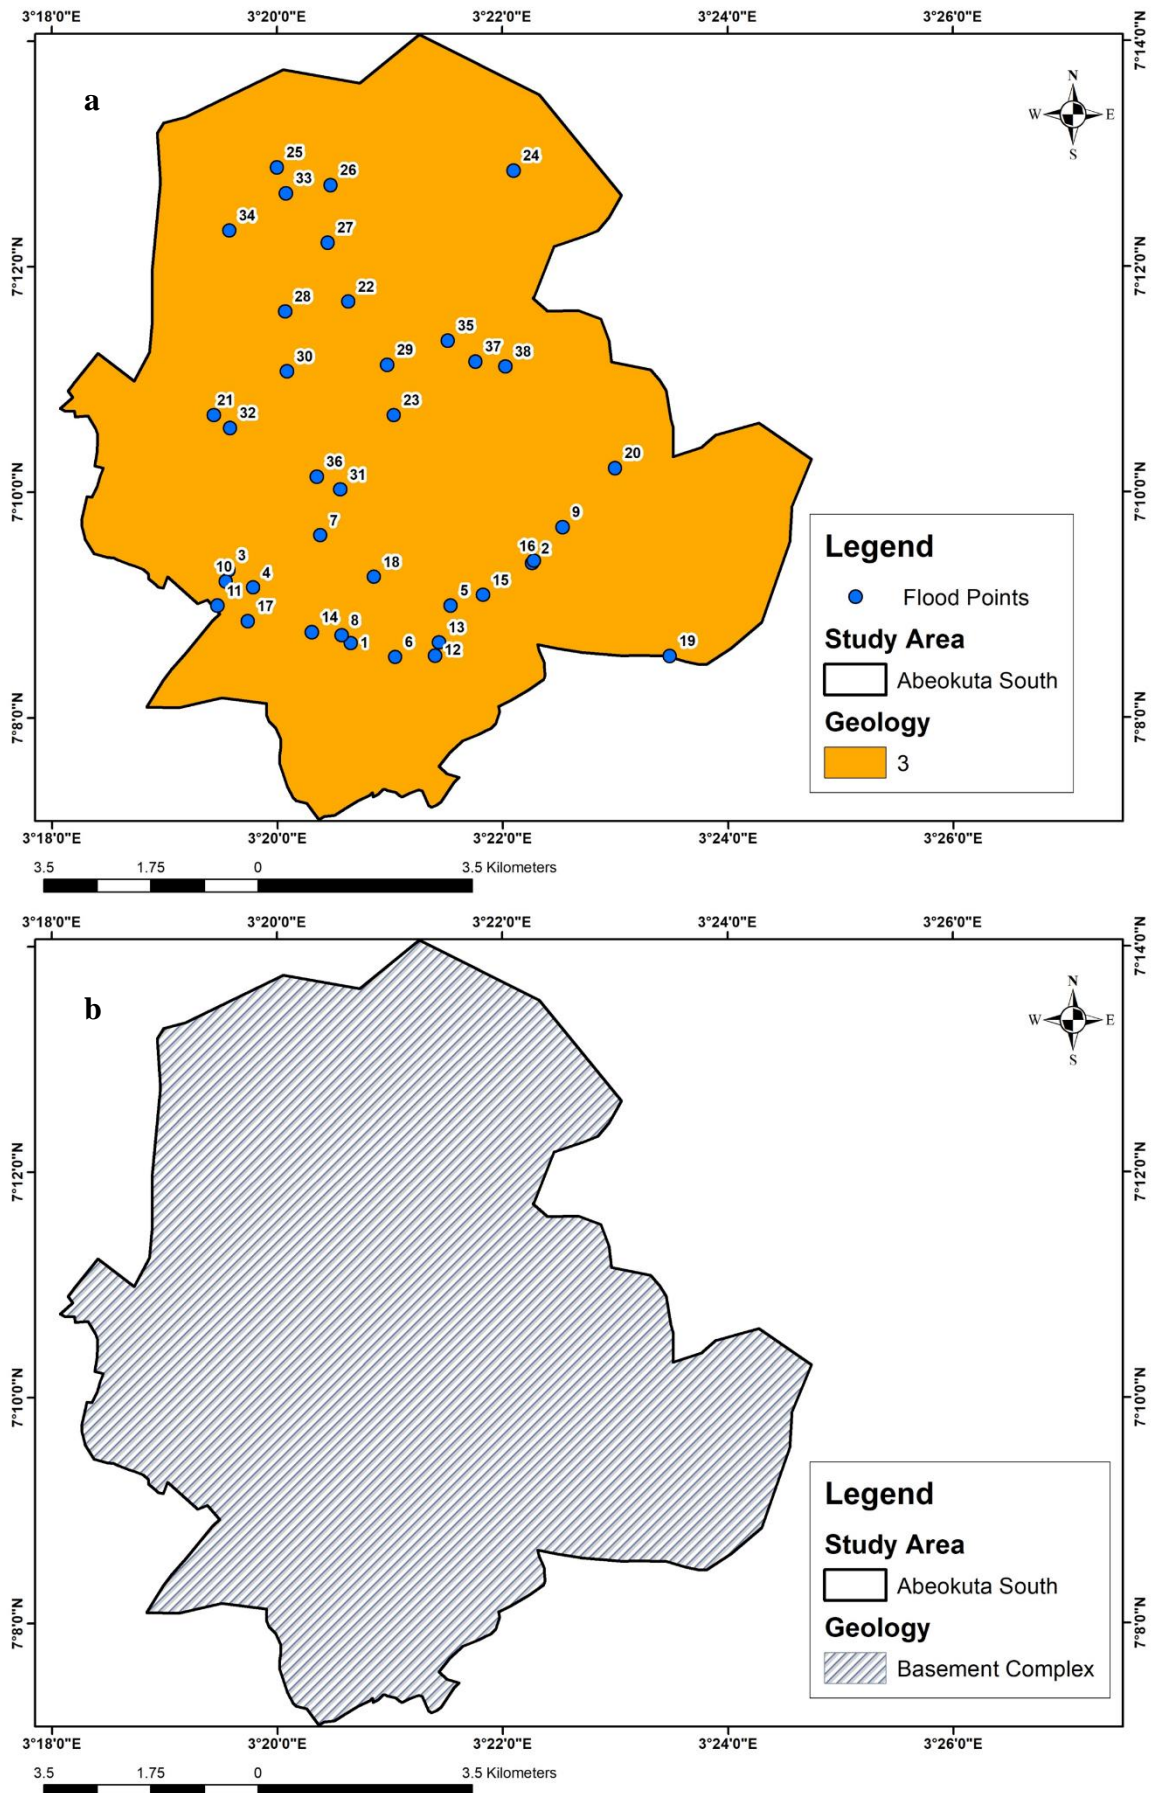 3°18'0"E 3°20'0"E 3°22'0"E 3°24'0"E 3°26'0"E
7°14'0"N
a
N
W E
S
25
33
26
24
34
27
7°12'0"N 7°12'0"N
28
22
35
37
38
29
30
21
32
23
20
36
31
7°10'0"N 7°10'0"N
9
7
16
2
3
10
4
18
15
11
17
5
14
8
1
6
13
12
19
7°8'0"N 7°8'0"N
Legend
Flood Points
Study Area
Abeokuta South
Geology
3
3°18'0"E 3°20'0"E 3°22'0"E 3°24'0"E 3°26'0"E
3.5 1.75 0 3.5 Kilometers
3°18'0"E 3°20'0"E 3°22'0"E 3°24'0"E 3°26'0"E
7°14'0"N
b
N
W E
S
7°12'0"N 7°12'0"N
7°10'0"N 7°10'0"N
7°8'0"N 7°8'0"N
Legend
Study Area
Abeokuta South
Geology
Basement Complex
3°18'0"E 3°20'0"E 3°22'0"E 3°24'0"E 3°26'0"E
3.5 1.75 0 3.5 Kilometers